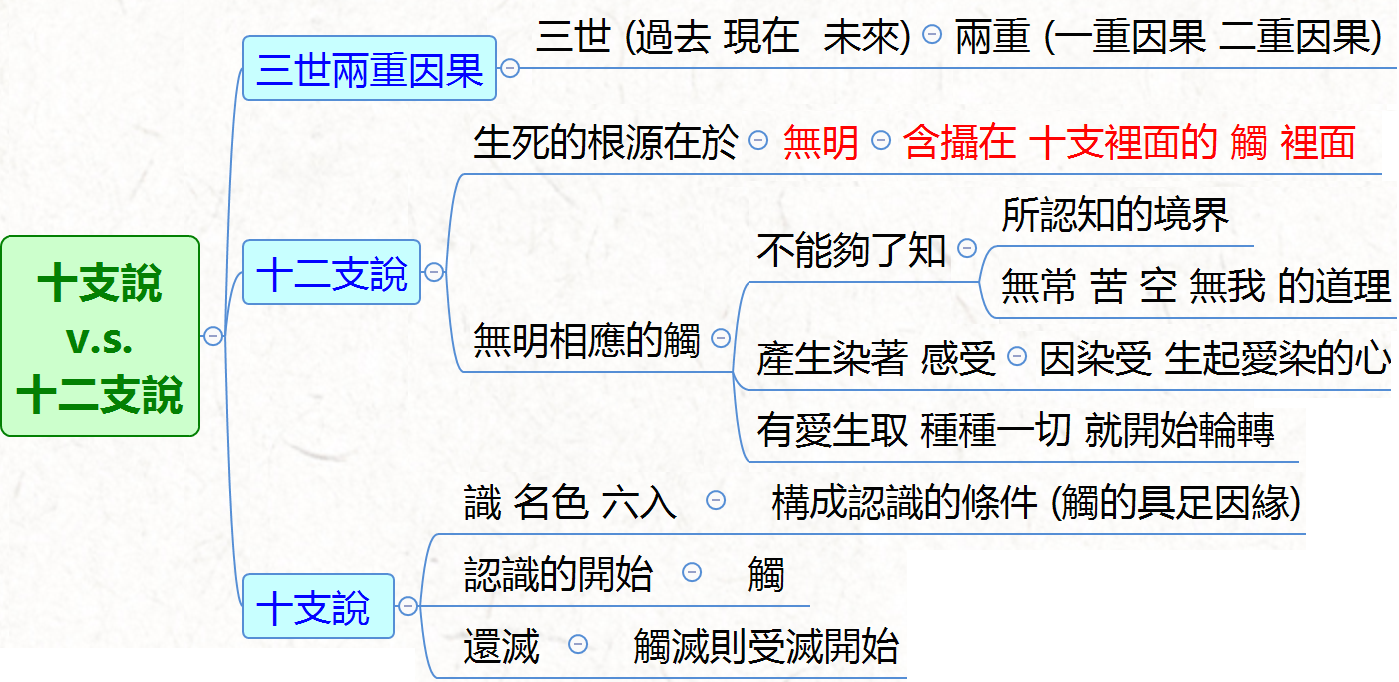 十支說
v.s.
十二支說
三世兩重因果
三世 (過去 現在 未來) 兩重 (一重因果 二重因果)
十二支說
生死的根源在於 無明 含攝在 十支裡面的 觸 裡面
無明相應的觸
不能夠了知
所認知的境界
無常 苦 空 無我 的道理
產生染著 感受 因染受 生起愛染的心
有愛生取 種種一切 就開始輪轉
十支說
識 名色 六入 構成認識的條件 (觸的具足因緣)
認識的開始 觸
還滅 觸滅則受滅開始